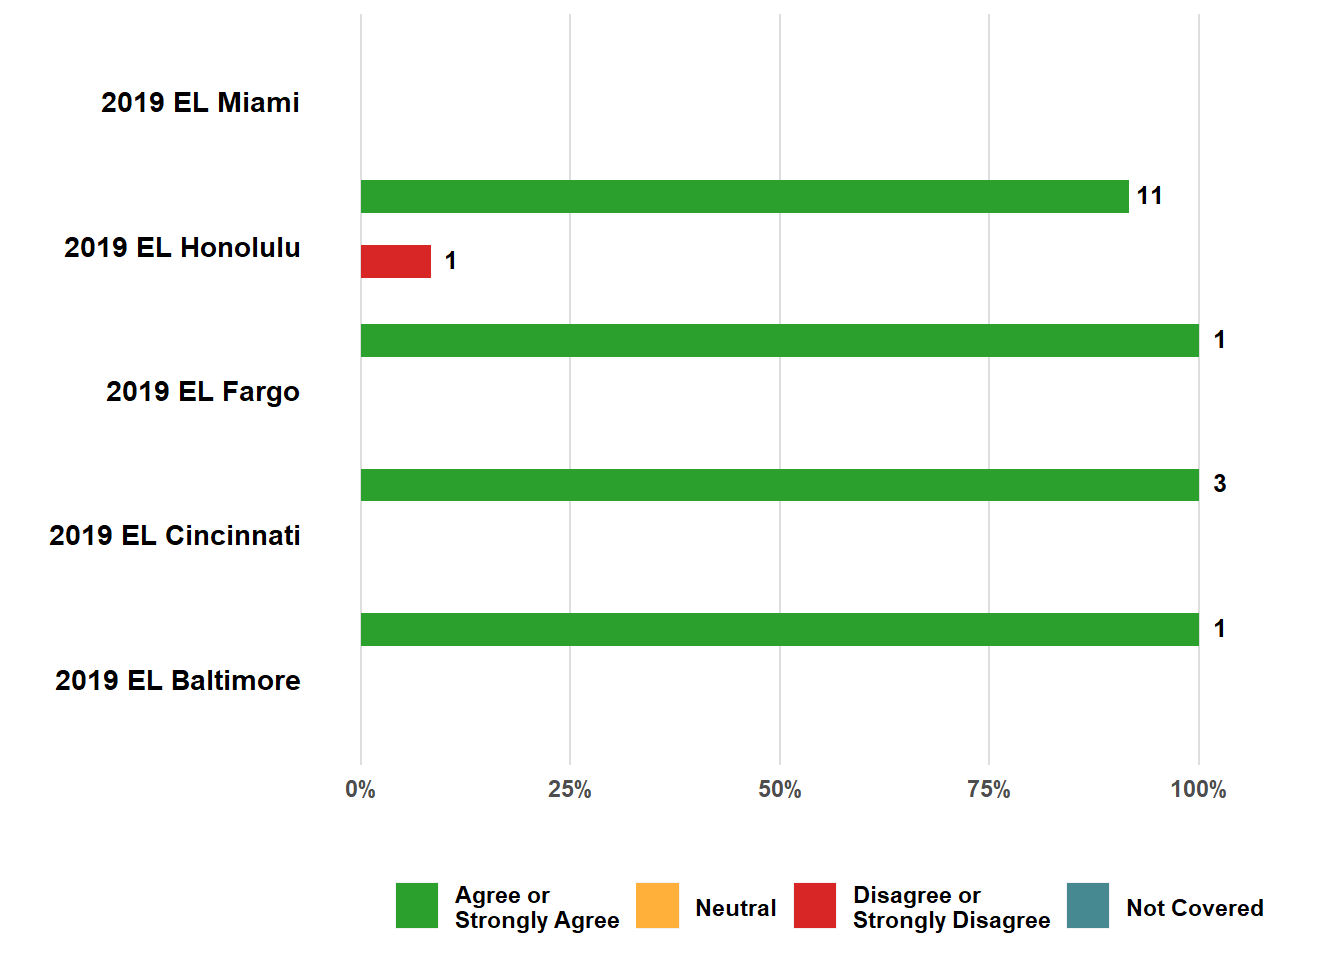 2019 EL Miami
11
2019 EL Honolulu
1
1
2019 EL Fargo
3
2019 EL Cincinnati
1
2019 EL Baltimore
0% 25% 50% 75% 100%
Agree or
Strongly Agree
Neutral
Disagree or
Strongly Disagree
Not Covered